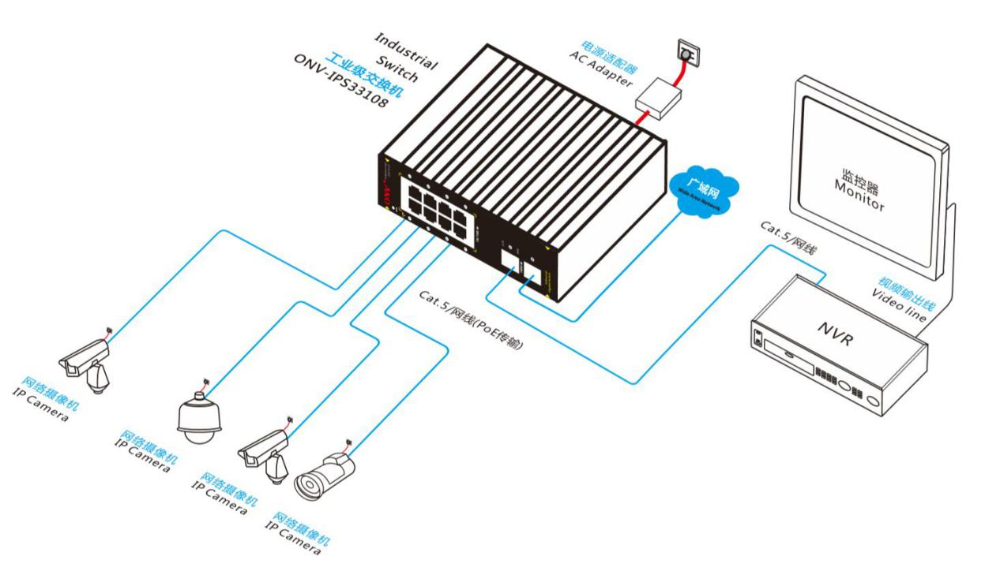 Industrial
Switch
工业级交换机
ONV-IPS33108
电源适配器
AC Adapter
广域网
Wide Area Network
监控器
Monitor
Cat.5/网线
视频输出线
Video line
NVR
Cat.5/网线(PoE传输)
ONV
网络摄像机
IP Camera
网络摄像机
IP Camera
网络摄像机
IP Camera
网络摄像机
IP Camera